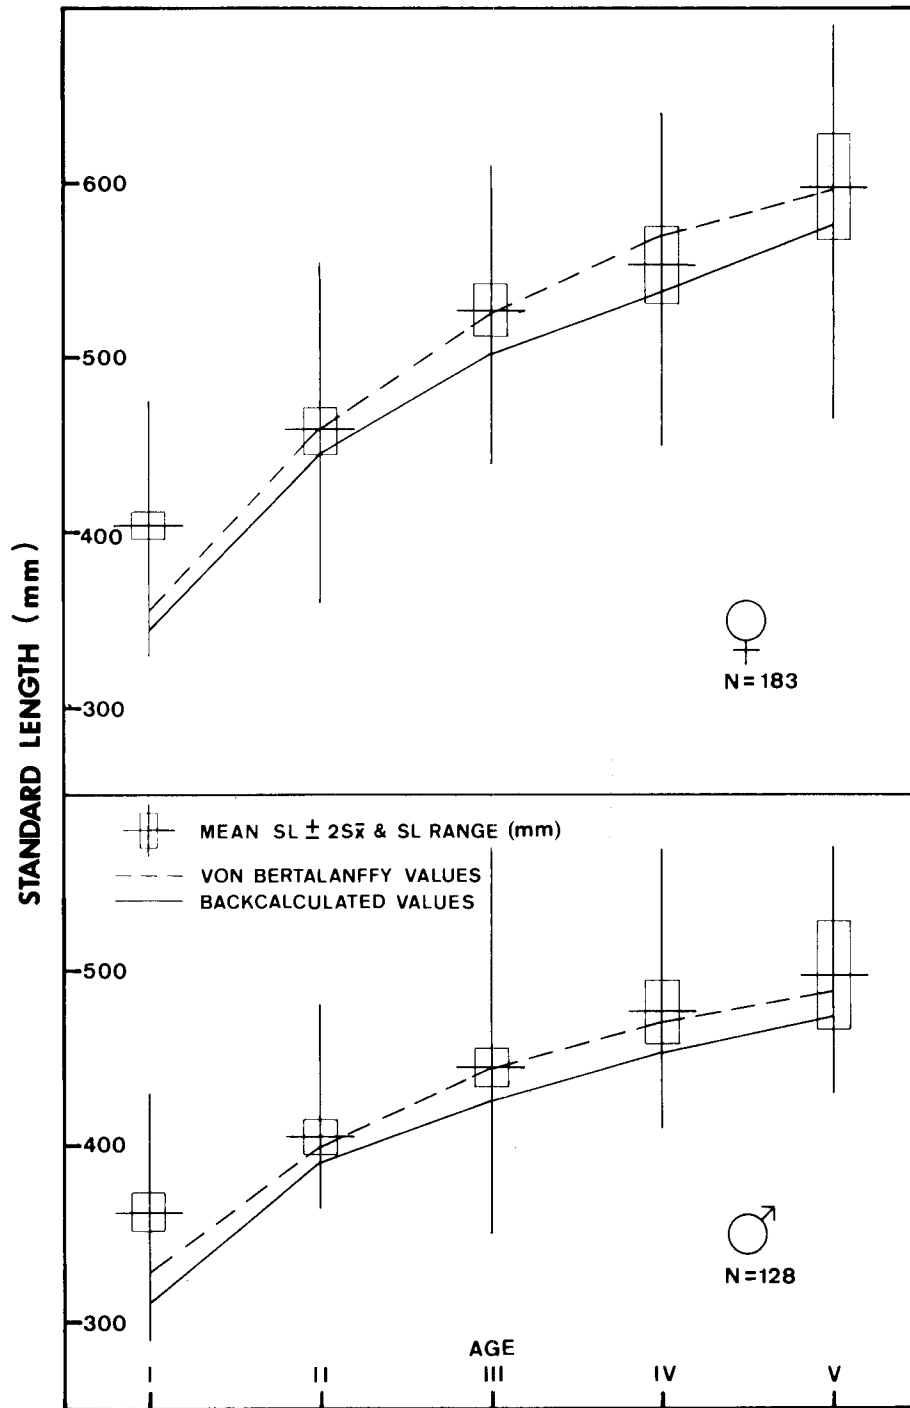 STANDARD LENGTH (mm)
600
500
400
300
♀
N=183
MEAN SL ± 2Sx̄ & SL RANGE (mm)
VON BERTALANFFY VALUES
BACKCALCULATED VALUES
500
400
300
♂
N=128
AGE
I II III IV V